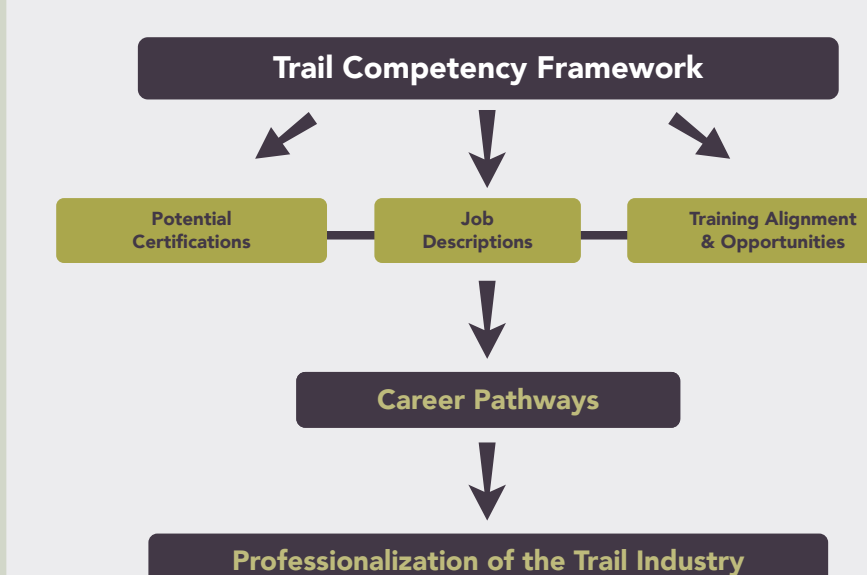 Trail Competency Framework
Potential
Certifications
Job
Descriptions
Training Alignment
& Opportunities
Career Pathways
Professionalization of the Trail Industry